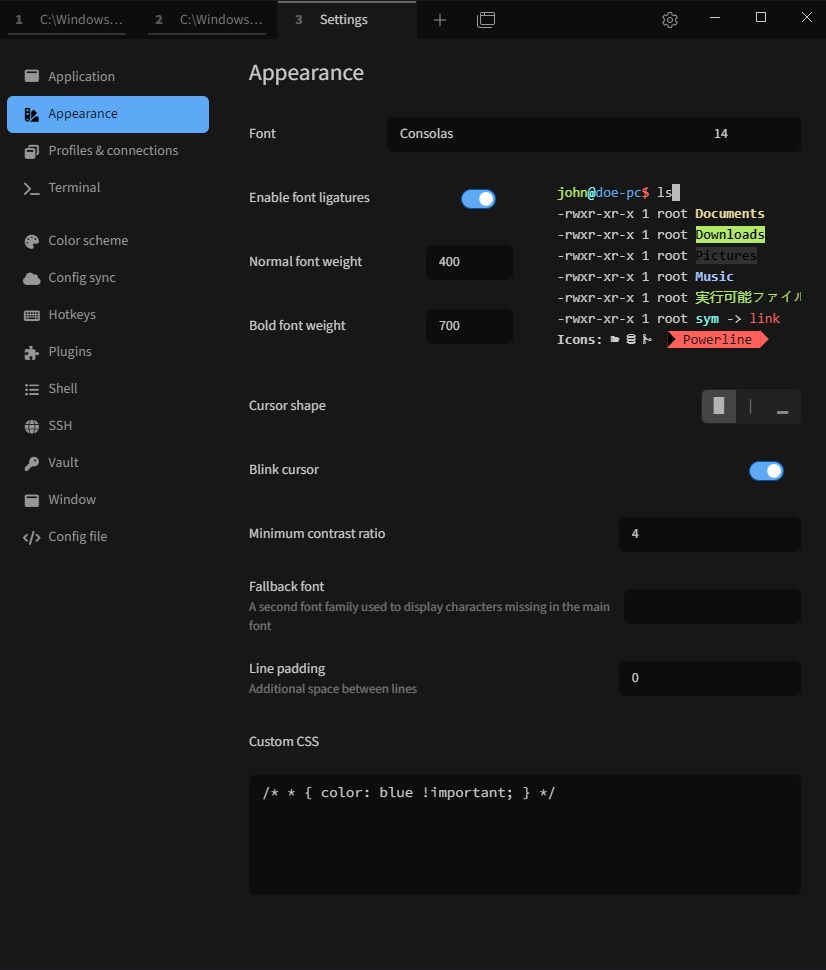 1 C:\Windows...
2 C:\Windows...
3 Settings
Application
Appearance
Profiles & connections
Terminal
Color scheme
Config sync
Hotkeys
Plugins
Shell
SSH
Vault
Window
Config file
Appearance
Font
Consolas
14
Enable font ligatures
Normal font weight
400
Bold font weight
700
john@doe-pc$ ls
-rwxr-xr-x 1 root Documents
-rwxr-xr-x 1 root Downloads
-rwxr-xr-x 1 root Pictures
-rwxr-xr-x 1 root Music
-rwxr-xr-x 1 root 実行可能ファイル
-rwxr-xr-x 1 root sym -> link
Icons: Powerline
Cursor shape
Blink cursor
Minimum contrast ratio
4
Fallback font
A second font family used to display characters missing in the main
font
Line padding
Additional space between lines
0
Custom CSS
/* * { color: blue !important; } */